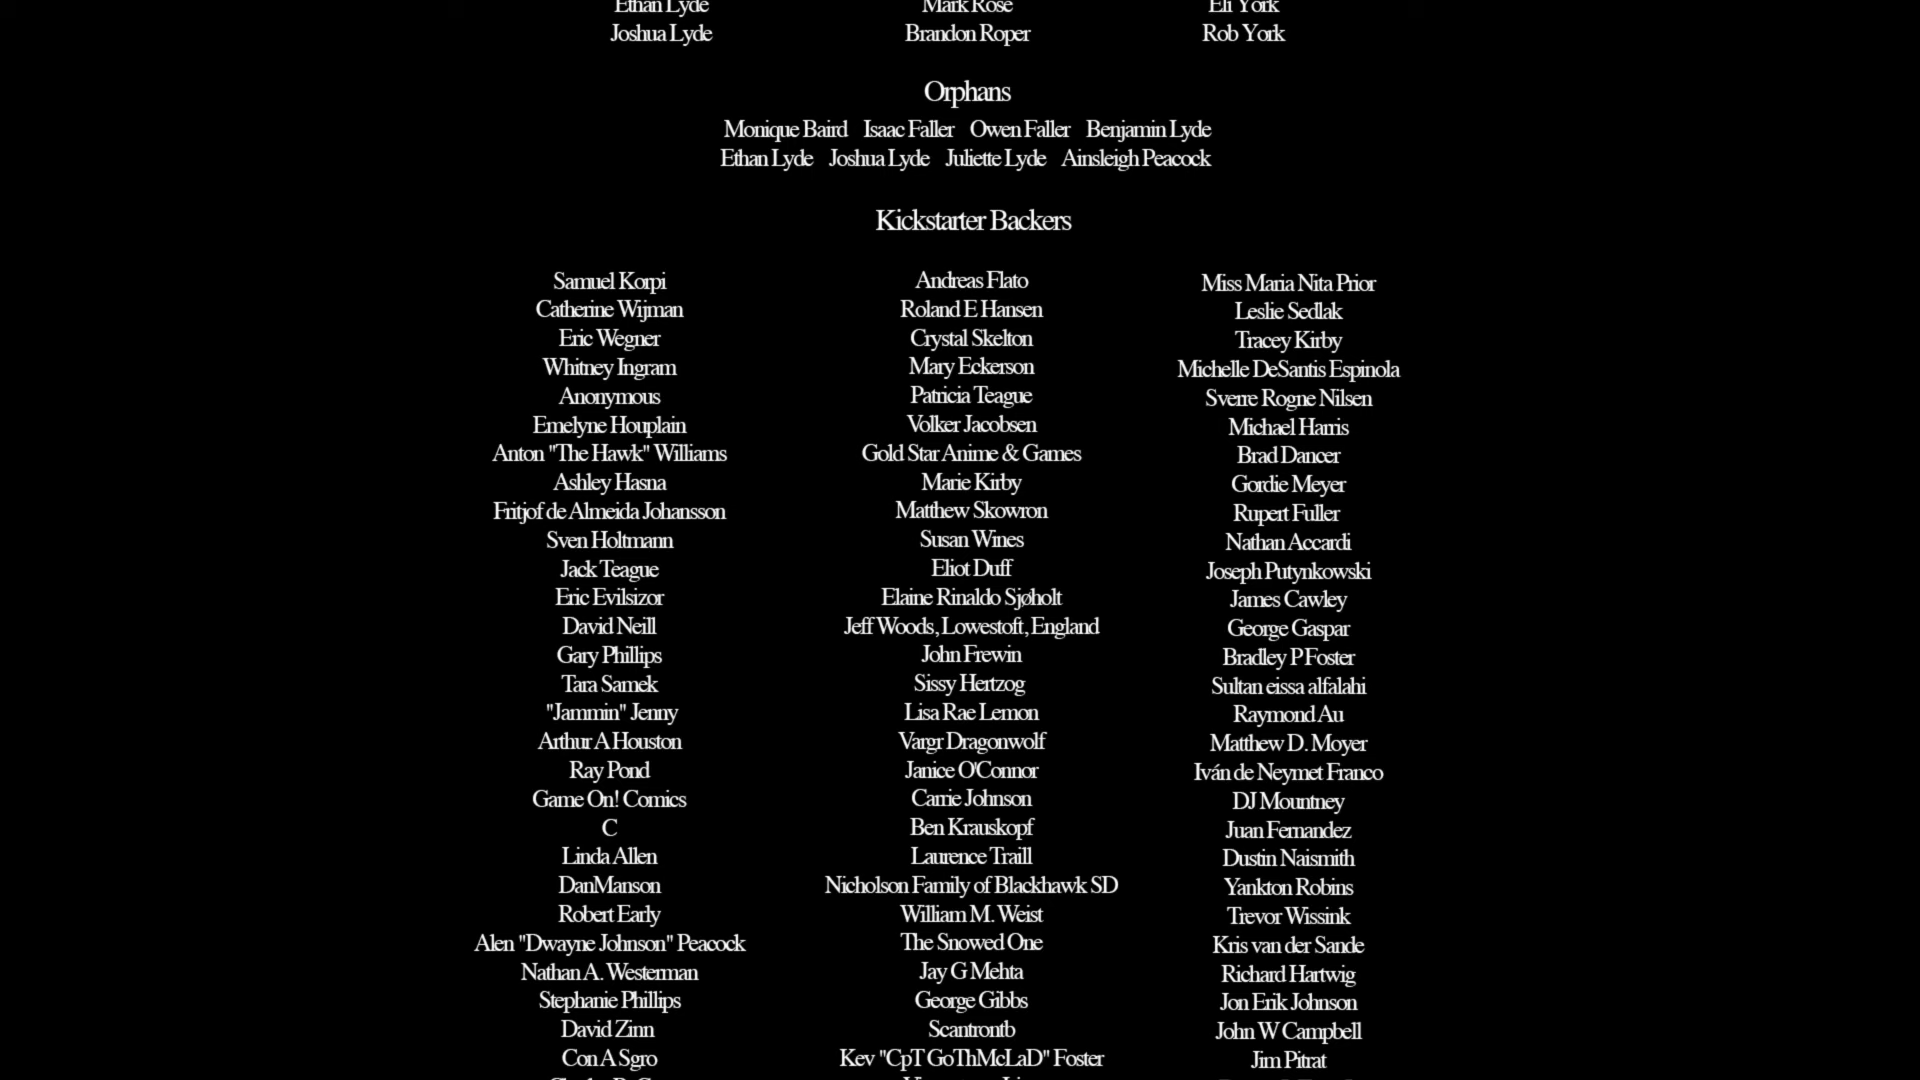 Ethan Lyde Mark Rose Eli York
Joshua Lyde Brandon Roper Rob York
Orphans
Monique Baird Isaac Faller Owen Faller Benjamin Lyde
Ethan Lyde Joshua Lyde Juliette Lyde Ainsleigh Peacock
Kickstarter Backers
Samuel Korpi
Catherine Wijman
Eric Wegner
Whitney Ingram
Anonymous
Emelyne Houplain
Anton "The Hawk" Williams
Ashley Hasna
Fritjof de Almeida Johansson
Sven Holtmann
Jack Teague
Eric Evilsizor
David Neill
Gary Phillips
Tara Samek
"Jammin" Jenny
Arthur A Houston
Ray Pond
Game On! Comics
C
Linda Allen
DanManson
Robert Early
Alen "Dwayne Johnson" Peacock
Nathan A. Westerman
Stephanie Phillips
David Zinn
Con A Sgro
Andreas Flato
Roland E Hansen
Crystal Skelton
Mary Eckerson
Patricia Teague
Volker Jacobsen
Gold Star Anime & Games
Marie Kirby
Matthew Skowron
Susan Wines
Eliot Duff
Elaine Rinaldo Sjøholt
Jeff Woods, Lowestoft, England
John Frewin
Sissy Hertzog
Lisa Rae Lemon
Vargr Dragonwolf
Janice O'Connor
Carrie Johnson
Ben Krauskopf
Laurence Traill
Nicholson Family of Blackhawk SD
William M. Weist
The Snowed One
Jay G Mehta
George Gibbs
Scantrontb
Kev "CpT GoThMcLaD" Foster
Miss Maria Nita Prior
Leslie Sedlak
Tracey Kirby
Michelle DeSantis Espinola
Sverre Rogne Nilsen
Michael Harris
Brad Dancer
Gordie Meyer
Rupert Fuller
Nathan Accardi
Joseph Putynkowski
James Cawley
George Gaspar
Bradley P Foster
Sultan eissa alfalahi
Raymond Au
Matthew D. Moyer
Iván de Neymet Franco
DJ Mountney
Juan Fernandez
Dustin Naismith
Yankton Robins
Trevor Wissink
Kris van der Sande
Richard Hartwig
Jon Erik Johnson
John W Campbell
Jim Pitrat